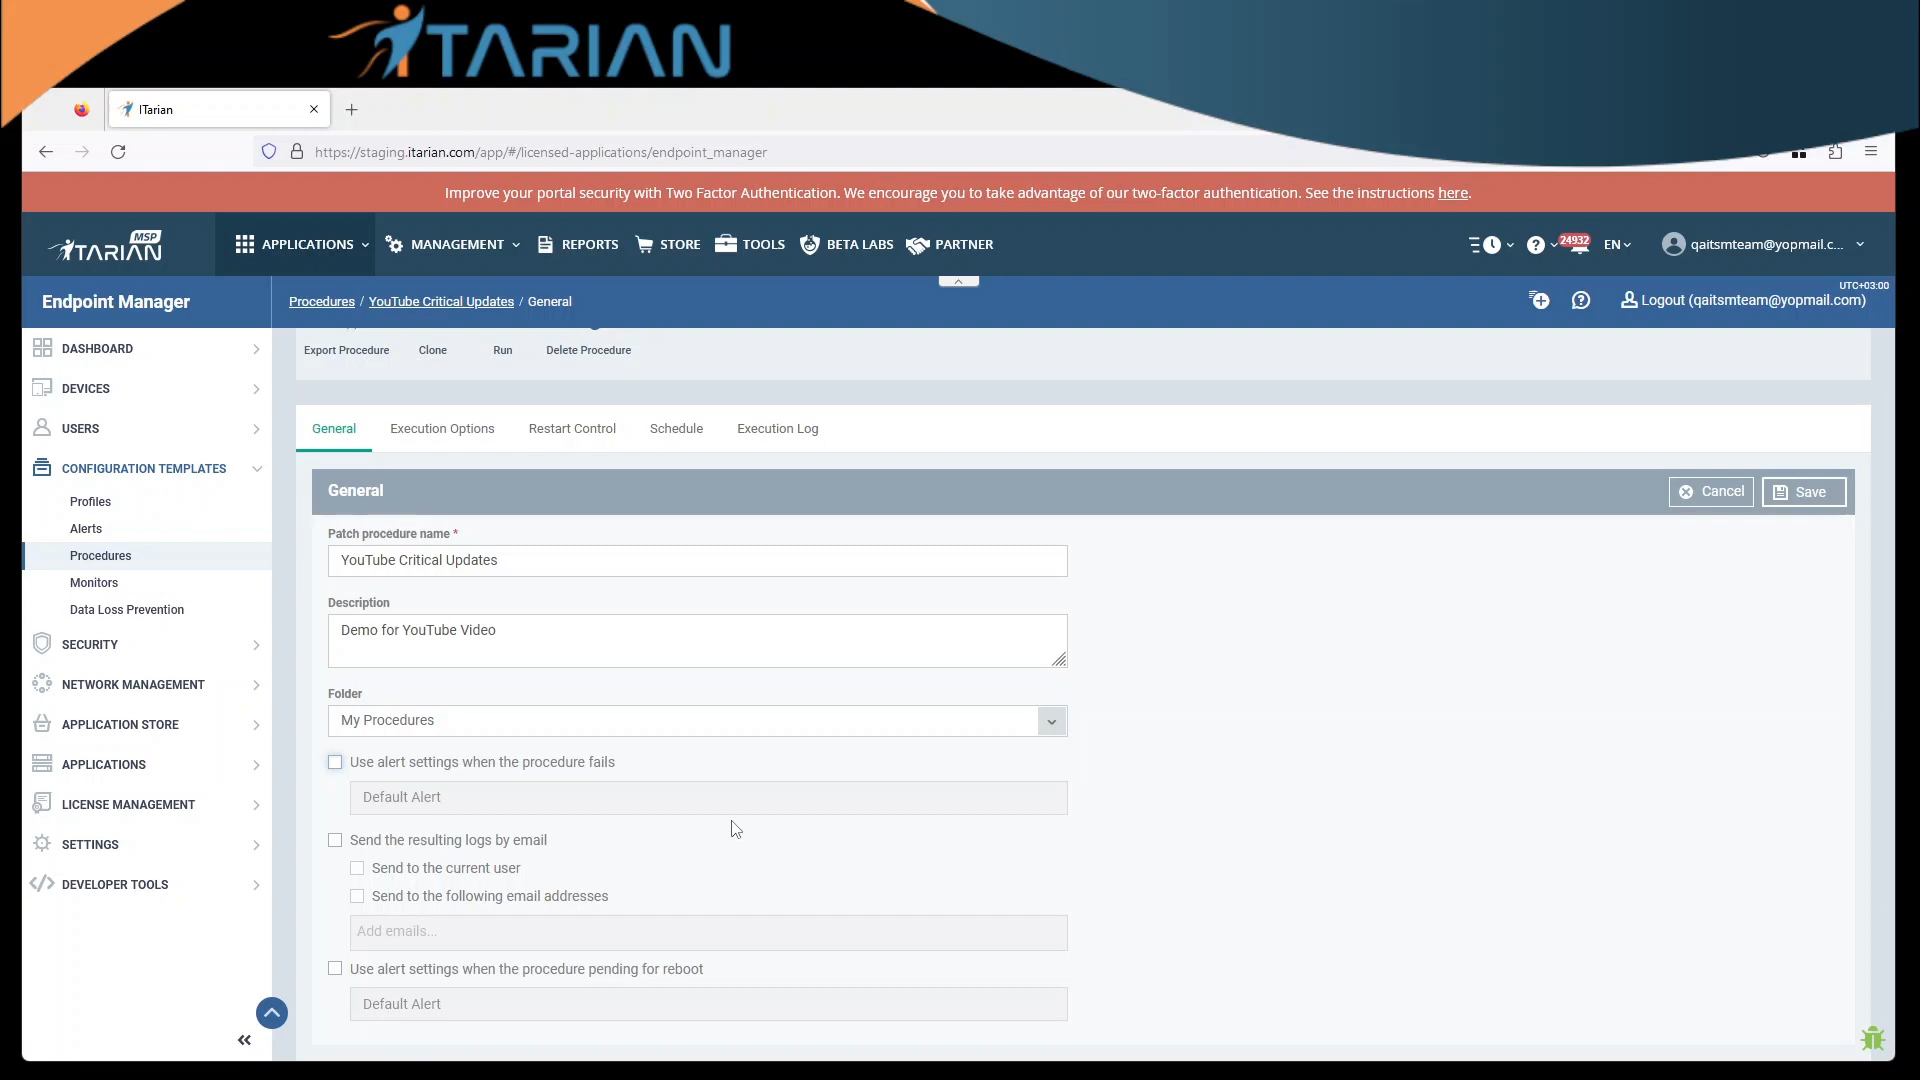 ITARIAN
ITarian
https://staging.itarian.com/app/#/licensed-applications/endpoint_manager
Improve your portal security with Two Factor Authentication. We encourage you to take advantage of our two-factor authentication. See the instructions here.
ITARIAN MSP
APPLICATIONS
MANAGEMENT
REPORTS
STORE
TOOLS
BETA LABS
PARTNER
24932
EN
qaitsmteam@yopmail.c...
UTC+03:00
Endpoint Manager
Procedures / YouTube Critical Updates / General
Logout (qaitsmteam@yopmail.com)
DASHBOARD
DEVICES
USERS
CONFIGURATION TEMPLATES
Profiles
Alerts
Procedures
Monitors
Data Loss Prevention
SECURITY
NETWORK MANAGEMENT
APPLICATION STORE
APPLICATIONS
LICENSE MANAGEMENT
SETTINGS
DEVELOPER TOOLS
Export Procedure
Clone
Run
Delete Procedure
General
Execution Options
Restart Control
Schedule
Execution Log
General
Cancel
Save
Patch procedure name *
YouTube Critical Updates
Description
Demo for YouTube Video
Folder
My Procedures
Use alert settings when the procedure fails
Default Alert
Send the resulting logs by email
Send to the current user
Send to the following email addresses
Add emails...
Use alert settings when the procedure pending for reboot
Default Alert